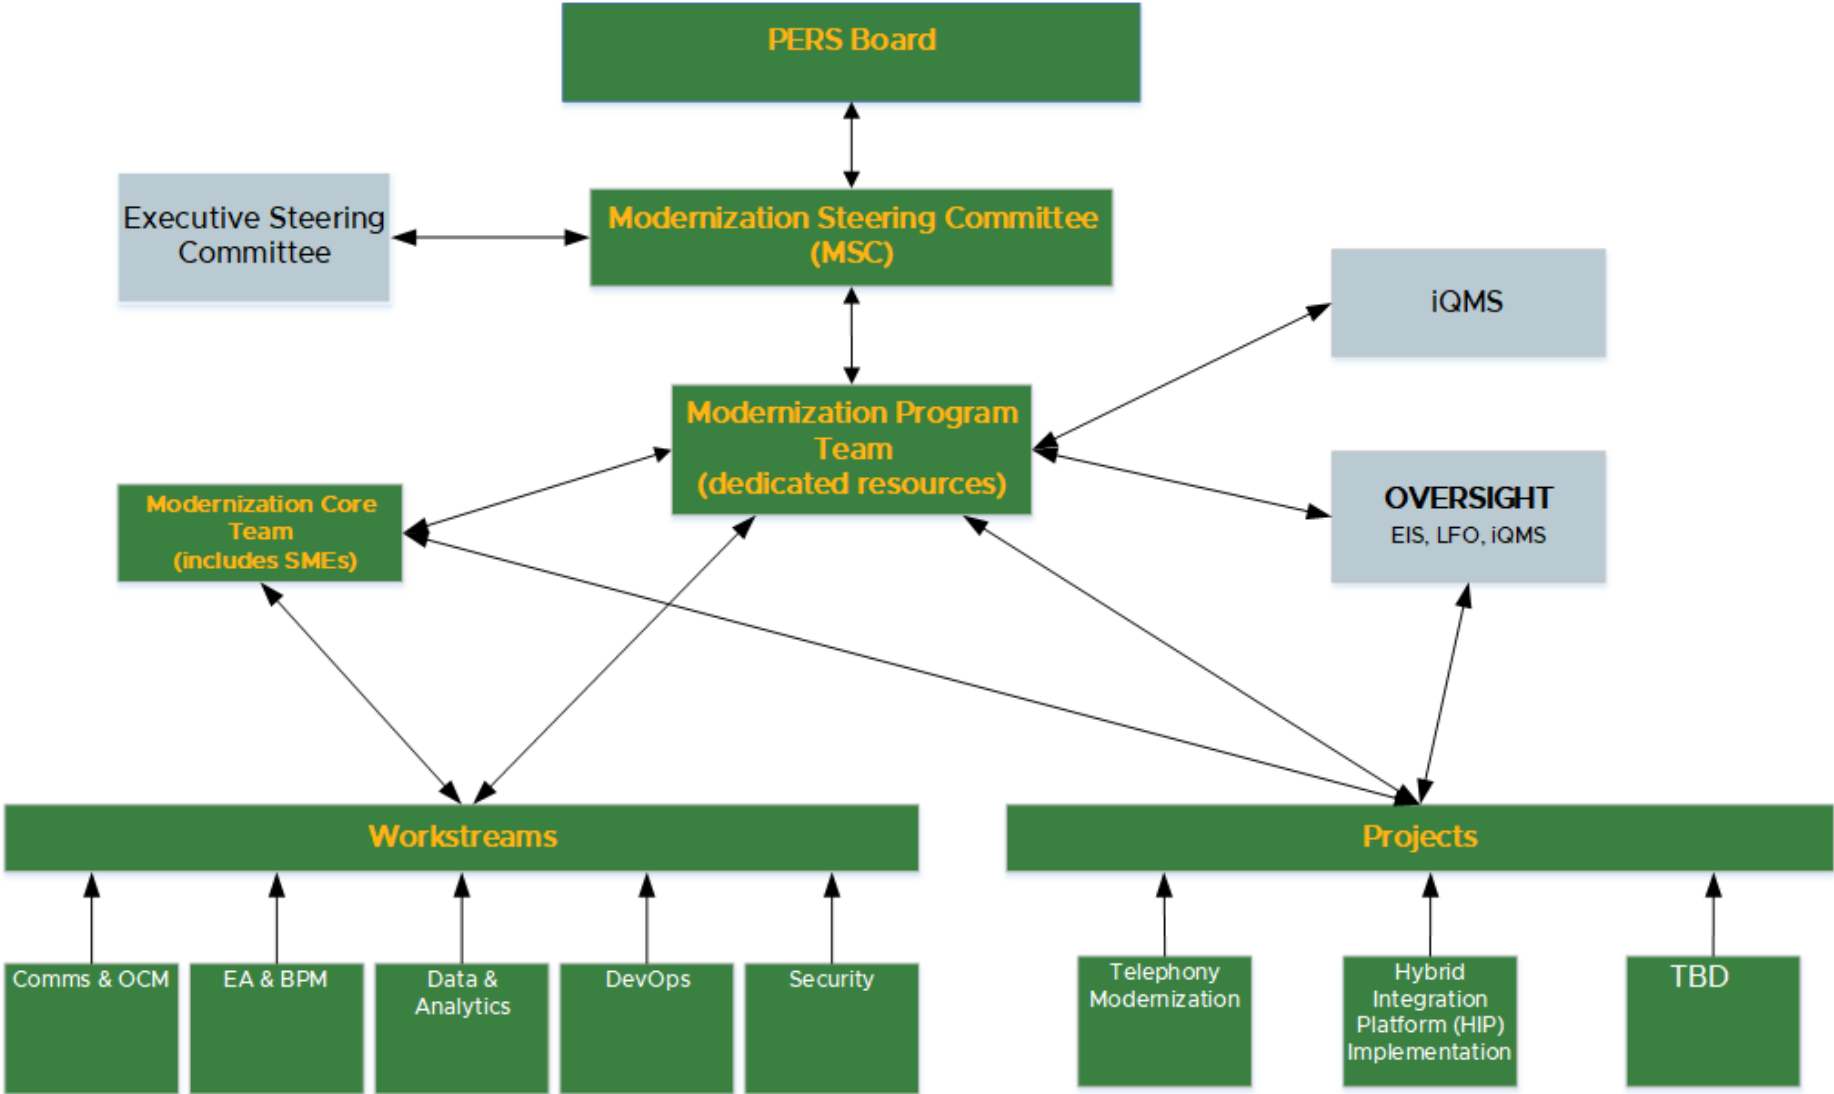 PERS Board
Executive Steering
Committee
Modernization Steering Committee
(MSC)
iQMS
Modernization Program
Team
(dedicated resources)
Modernization Core
Team
(includes SMEs)
OVERSIGHT
EIS, LFO, iQMS
Workstreams
Projects
Comms & OCM
EA & BPM
Data &
Analytics
DevOps
Security
Telephony
Modernization
Hybrid
Integration
Platform (HIP)
Implementation
TBD